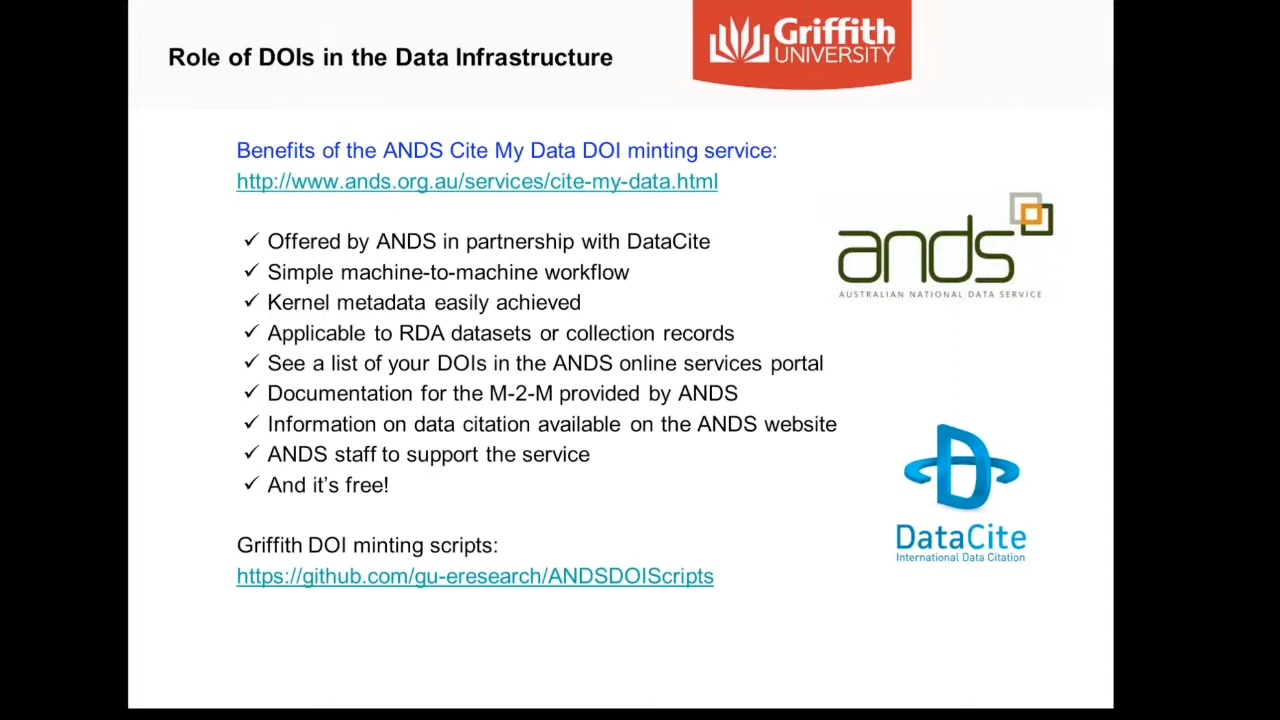 Role of DOIs in the Data Infrastructure
Griffith
UNIVERSITY
Benefits of the ANDS Cite My Data DOI minting service:
http://www.ands.org.au/services/cite-my-data.html
✓ Offered by ANDS in partnership with DataCite
✓ Simple machine-to-machine workflow
✓ Kernel metadata easily achieved
✓ Applicable to RDA datasets or collection records
✓ See a list of your DOIs in the ANDS online services portal
✓ Documentation for the M-2-M provided by ANDS
✓ Information on data citation available on the ANDS website
✓ ANDS staff to support the service
✓ And it's free!
ands
AUSTRALIAN NATIONAL DATA SERVICE
DataCite
International Data Citation
Griffith DOI minting scripts:
https://github.com/gu-eresearch/ANDSDOIScripts